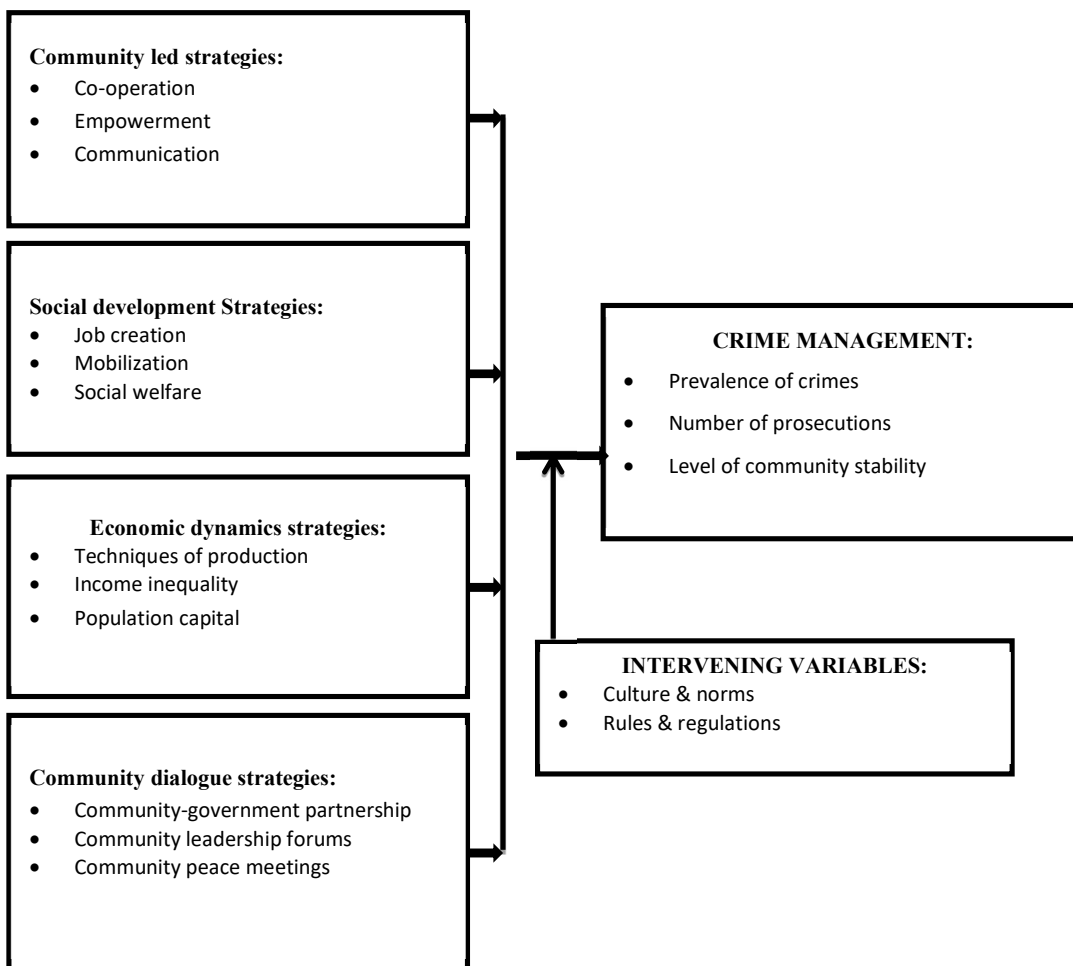 Community led strategies:
• Co-operation
• Empowerment
• Communication
Social development Strategies:
• Job creation
• Mobilization
• Social welfare
Economic dynamics strategies:
• Techniques of production
• Income inequality
• Population capital
Community dialogue strategies:
• Community-government partnership
• Community leadership forums
• Community peace meetings
CRIME MANAGEMENT:
• Prevalence of crimes
• Number of prosecutions
• Level of community stability
INTERVENING VARIABLES:
• Culture & norms
• Rules & regulations